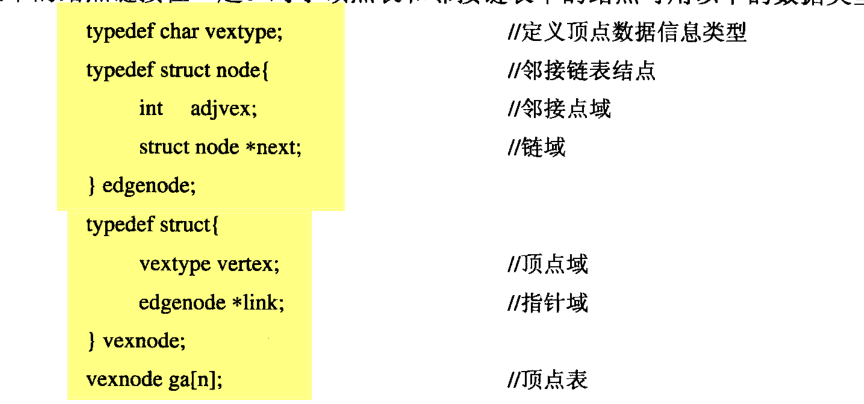 typedef char vextype; //定义顶点数据信息类型
typedef struct node{ //邻接链表结点
int adjvex; //邻接点域
struct node *next; //链域
} edgenode;
typedef struct{
vextype vertex; //顶点域
edgenode *link; //指针域
} vexnode;
vexnode ga[n]; //顶点表